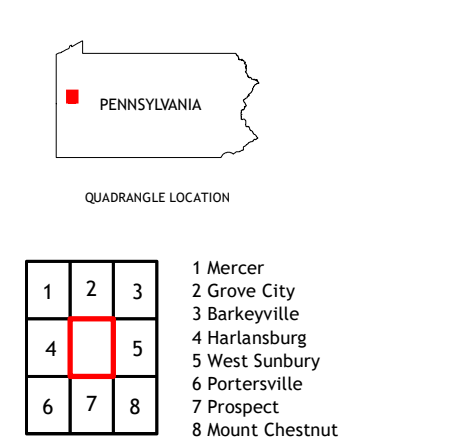 PENNSYLVANIA
QUADRANGLE LOCATION
1 2 3
4 5
6 7 8
1 Mercer
2 Grove City
3 Barkeyville
4 Harlansburg
5 West Sunbury
6 Portersville
7 Prospect
8 Mount Chestnut